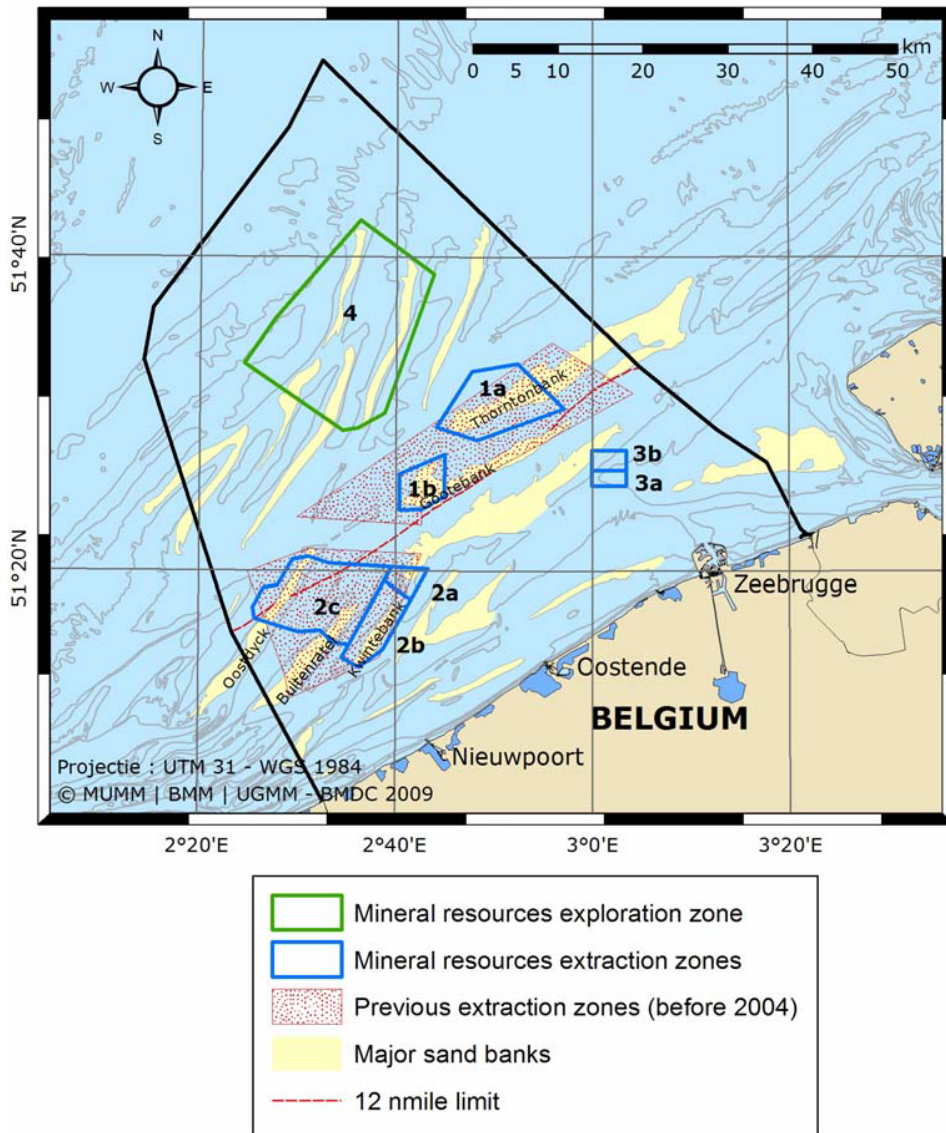 N
W E
S
km
0 5 10 20 30 40 50
51°40'N
4
1a
Thorntonbank
3b
1b
Gootebank
3a
51°20'N
2a
Zeebrugge
2c
2b
Oostdyck
Buitenratel
Kwintebank
Oostende
BELGIUM
Nieuwpoort
Projectie : UTM 31 - WGS 1984
© MUMM | BMM | UGMM - BMDC 2009
2°20'E 2°40'E 3°0'E 3°20'E
Mineral resources exploration zone
Mineral resources extraction zones
Previous extraction zones (before 2004)
Major sand banks
12 nmile limit